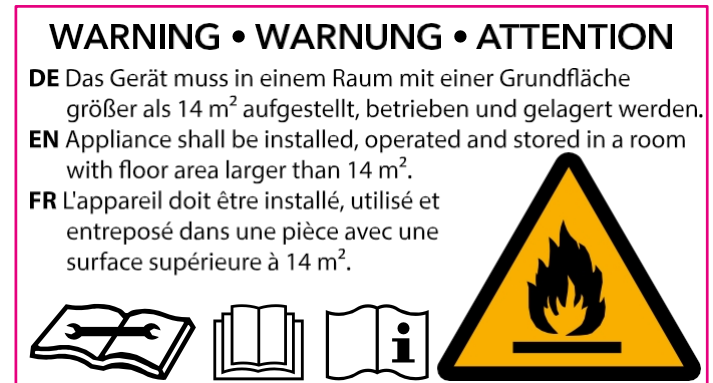 WARNING • WARNUNG • ATTENTION
DE Das Gerät muss in einem Raum mit einer Grundfläche
größer als 14 m² aufgestellt, betrieben und gelagert werden.
EN Appliance shall be installed, operated and stored in a room
with floor area larger than 14 m².
FR L'appareil doit être installé, utilisé et
entreposé dans une pièce avec une
surface supérieure à 14 m².
i